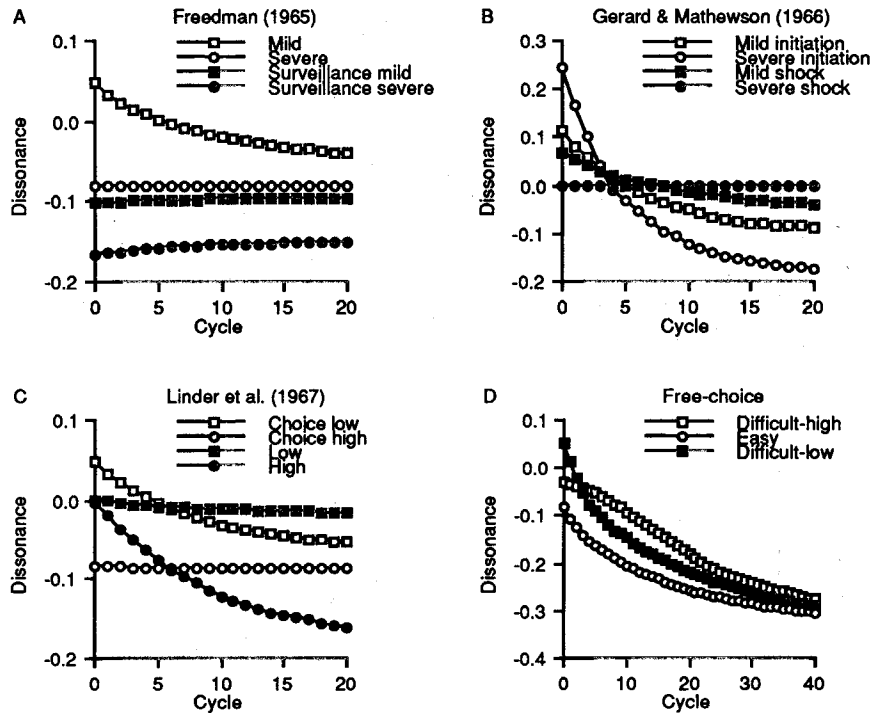 A
Freedman (1965)
Mild
Severe
Surveillance mild
Surveillance severe
Dissonance
0.1
0.0
-0.1
-0.2
0 5 10 15 20
Cycle
B
Gerard & Mathewson (1966)
Mild initiation
Severe initiation
Mild shock
Severe shock
Dissonance
0.3
0.2
0.1
0.0
-0.1
-0.2
0 5 10 15 20
Cycle
C
Linder et al. (1967)
Choice low
Choice high
Low
High
Dissonance
0.1
0.0
-0.1
-0.2
0 5 10 15 20
Cycle
D
Free-choice
Difficult-high
Easy
Difficult-low
Dissonance
0.1
0.0
-0.1
-0.2
-0.3
-0.4
0 10 20 30 40
Cycle